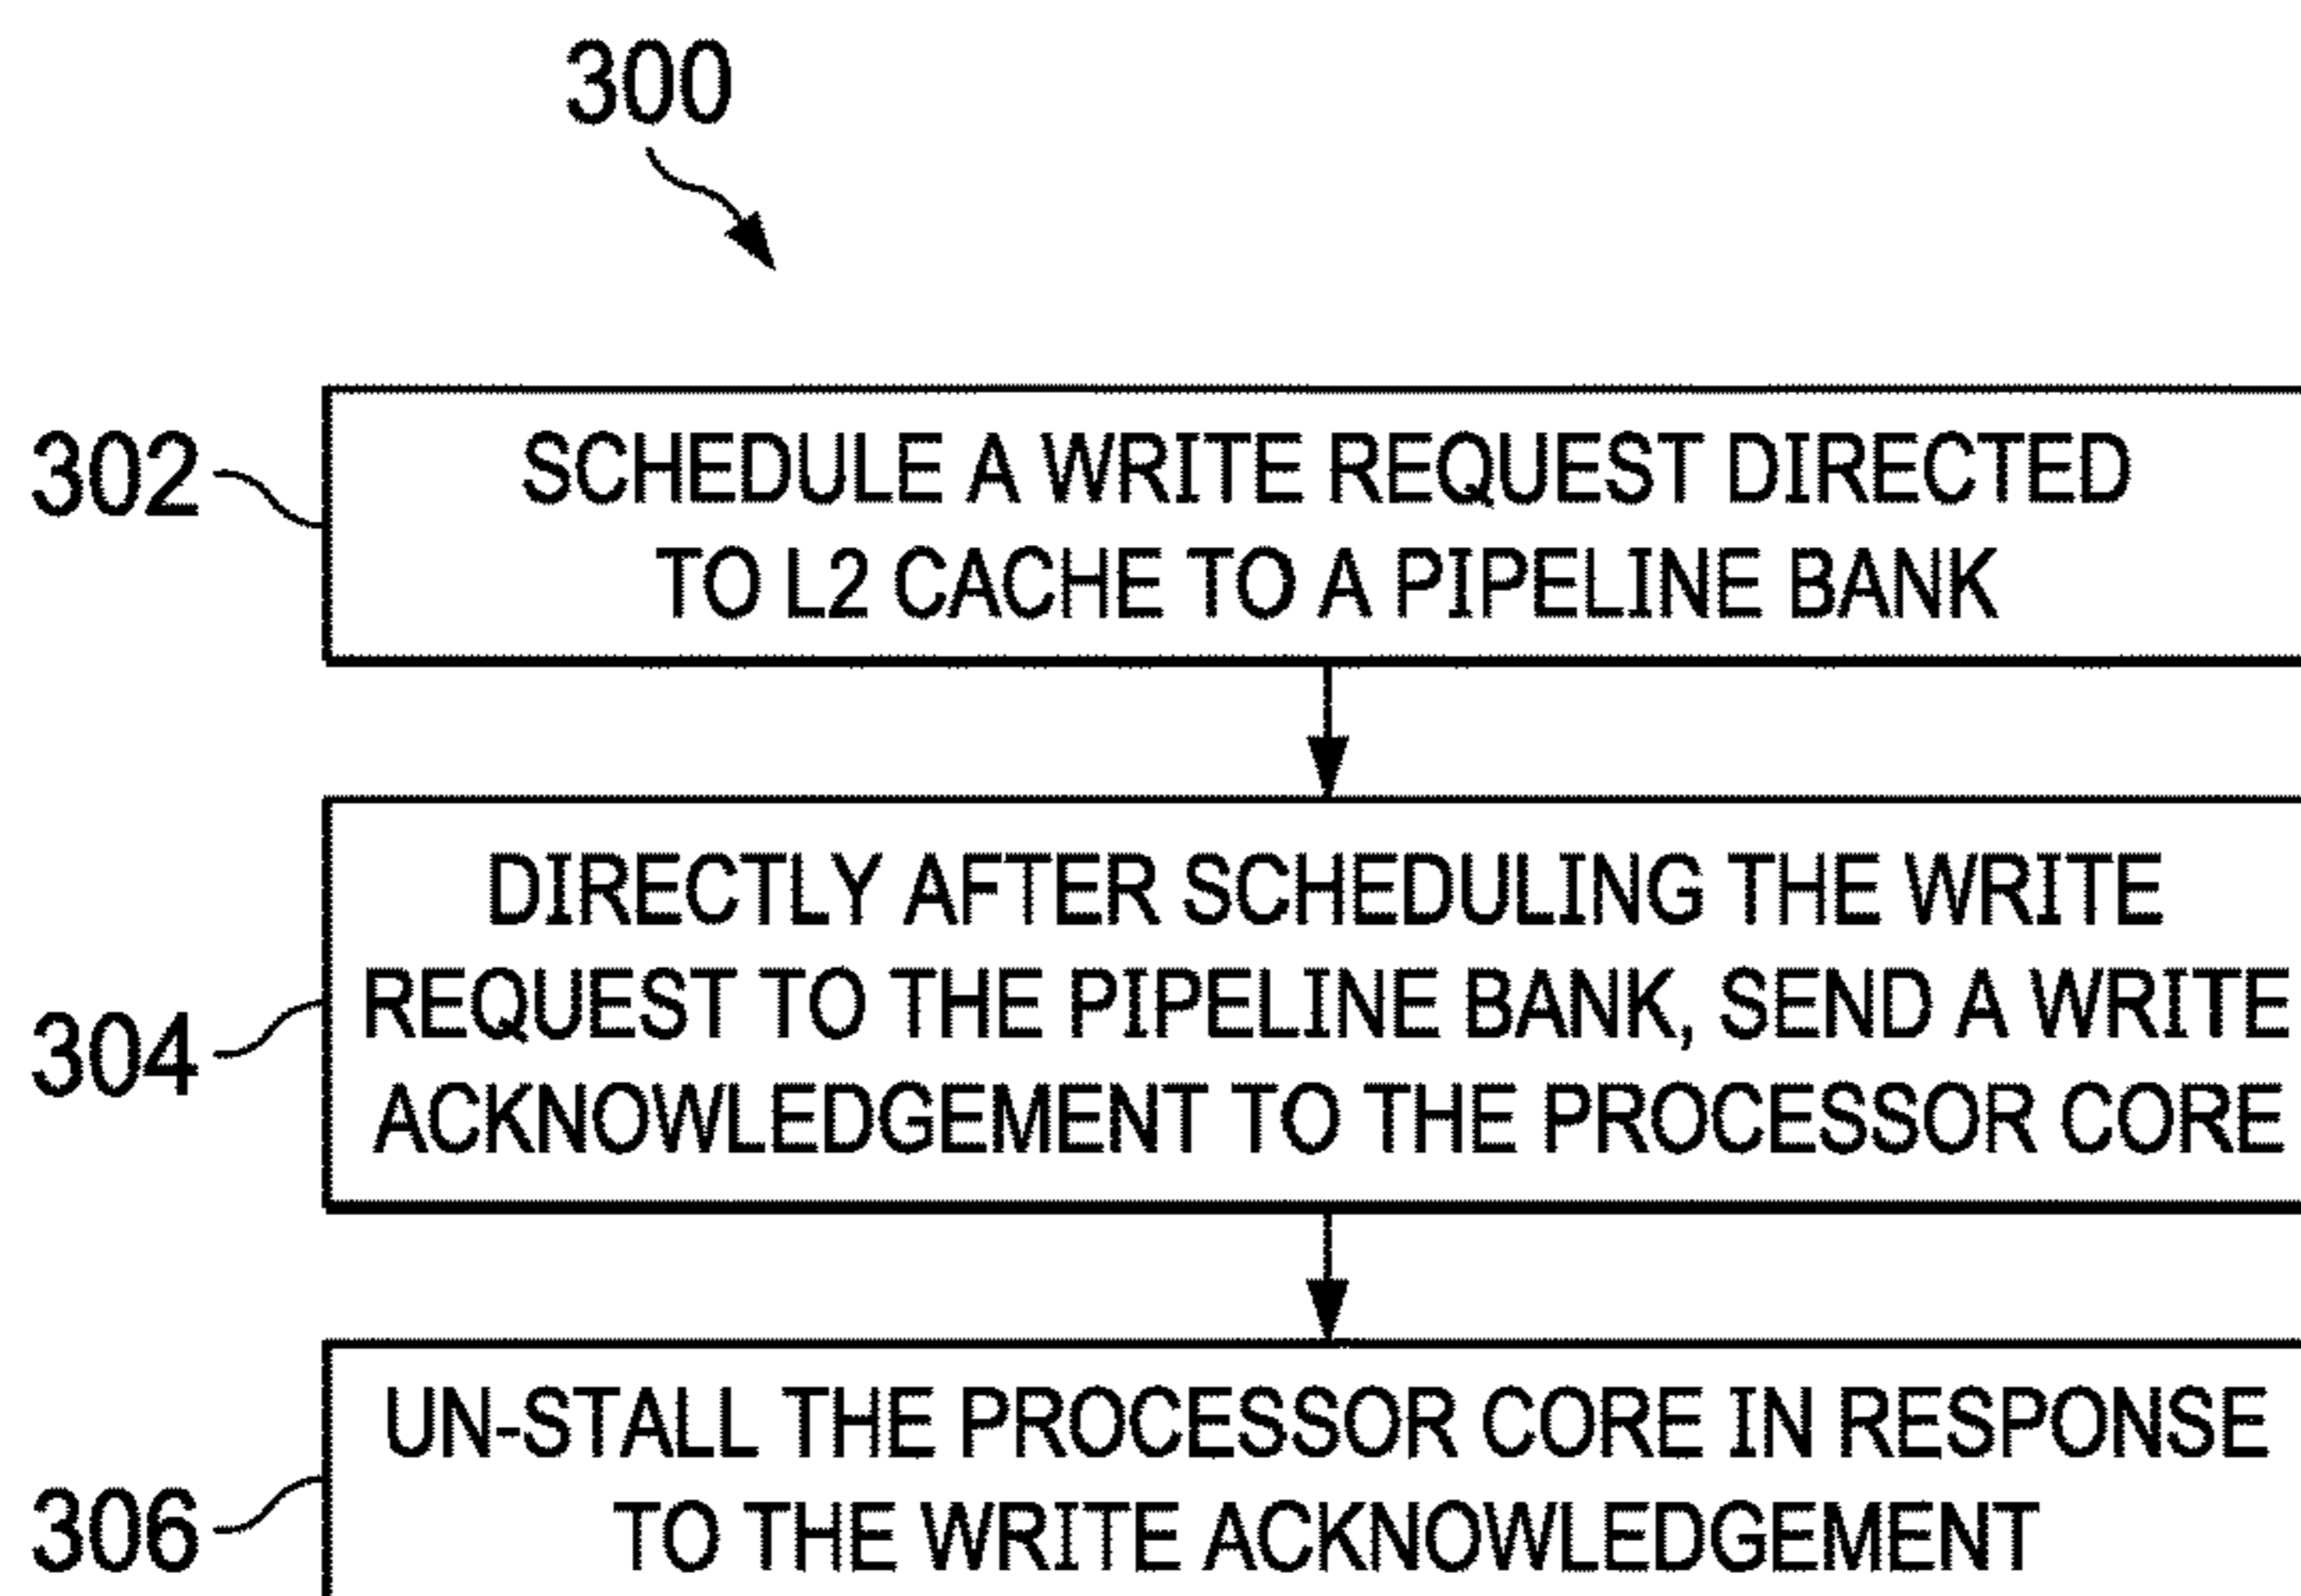 300
302
SCHEDULE A WRITE REQUEST DIRECTED
TO L2 CACHE TO A PIPELINE BANK
304
DIRECTLY AFTER SCHEDULING THE WRITE
REQUEST TO THE PIPELINE BANK, SEND A WRITE
ACKNOWLEDGEMENT TO THE PROCESSOR CORE
306
UN-STALL THE PROCESSOR CORE IN RESPONSE
TO THE WRITE ACKNOWLEDGEMENT